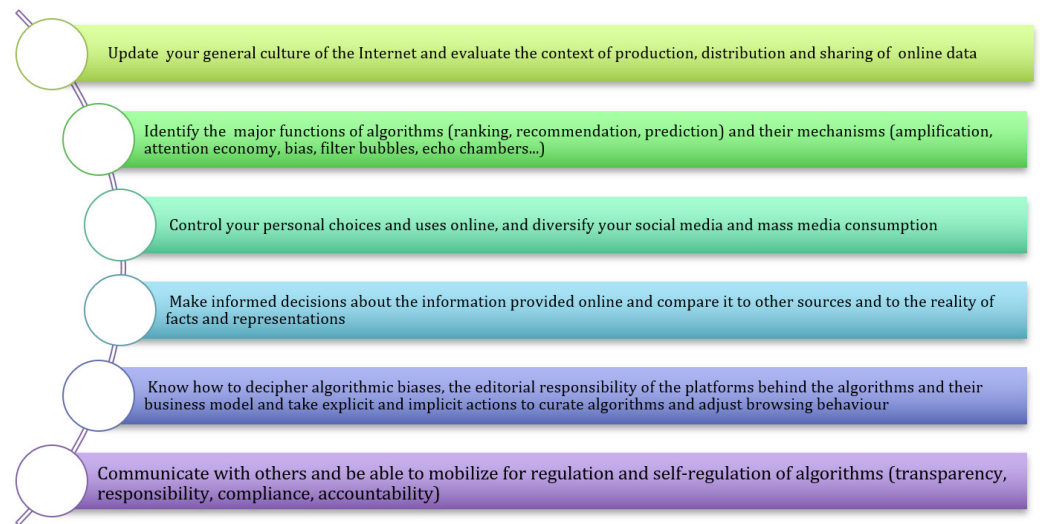 Update your general culture of the Internet and evaluate the context of production, distribution and sharing of online data
Identify the major functions of algorithms (ranking, recommendation, prediction) and their mechanisms (amplification,
attention economy, bias, filter bubbles, echo chambers...)
Control your personal choices and uses online, and diversify your social media and mass media consumption
Make informed decisions about the information provided online and compare it to other sources and to the reality of
facts and representations
Know how to decipher algorithmic biases, the editorial responsibility of the platforms behind the algorithms and their
business model and take explicit and implicit actions to curate algorithms and adjust browsing behaviour
Communicate with others and be able to mobilize for regulation and self-regulation of algorithms (transparency,
responsibility, compliance, accountability)